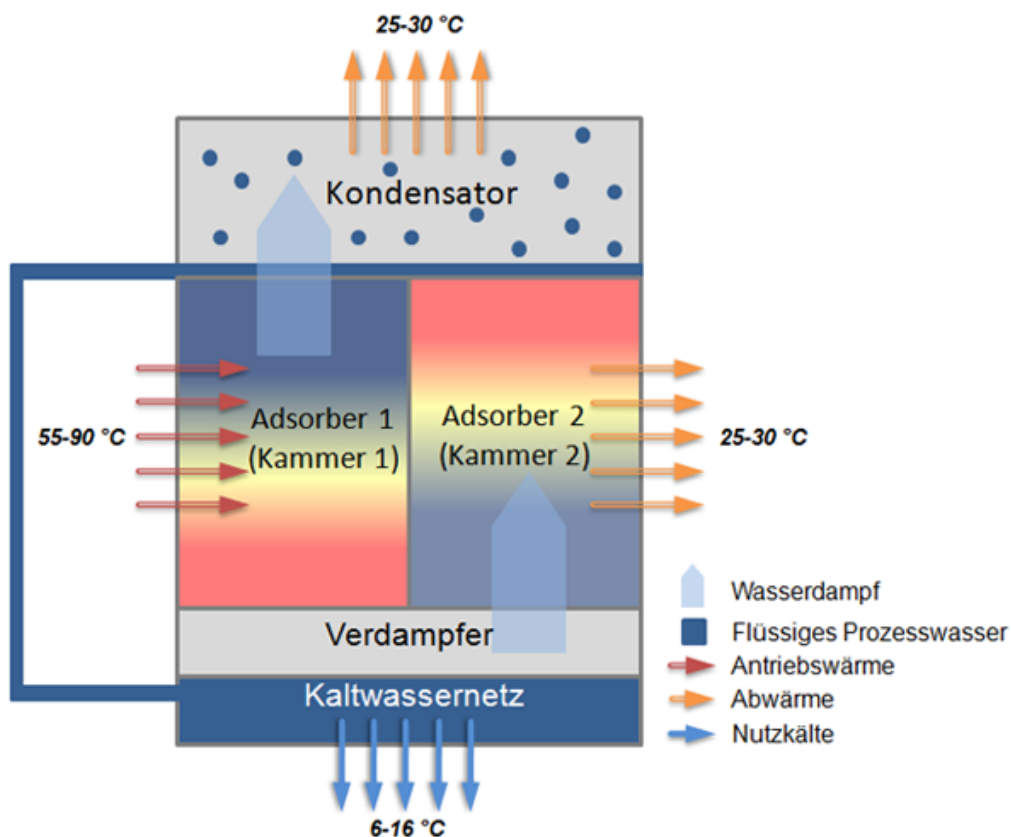 25-30 °C
Kondensator
55-90 °C
Adsorber 1
(Kammer 1)
Adsorber 2
(Kammer 2)
25-30 °C
Verdampfer
Kaltwassernetz
6-16 °C
Wasserdampf
Flüssiges Prozesswasser
Antriebswärme
Abwärme
Nutzkälte